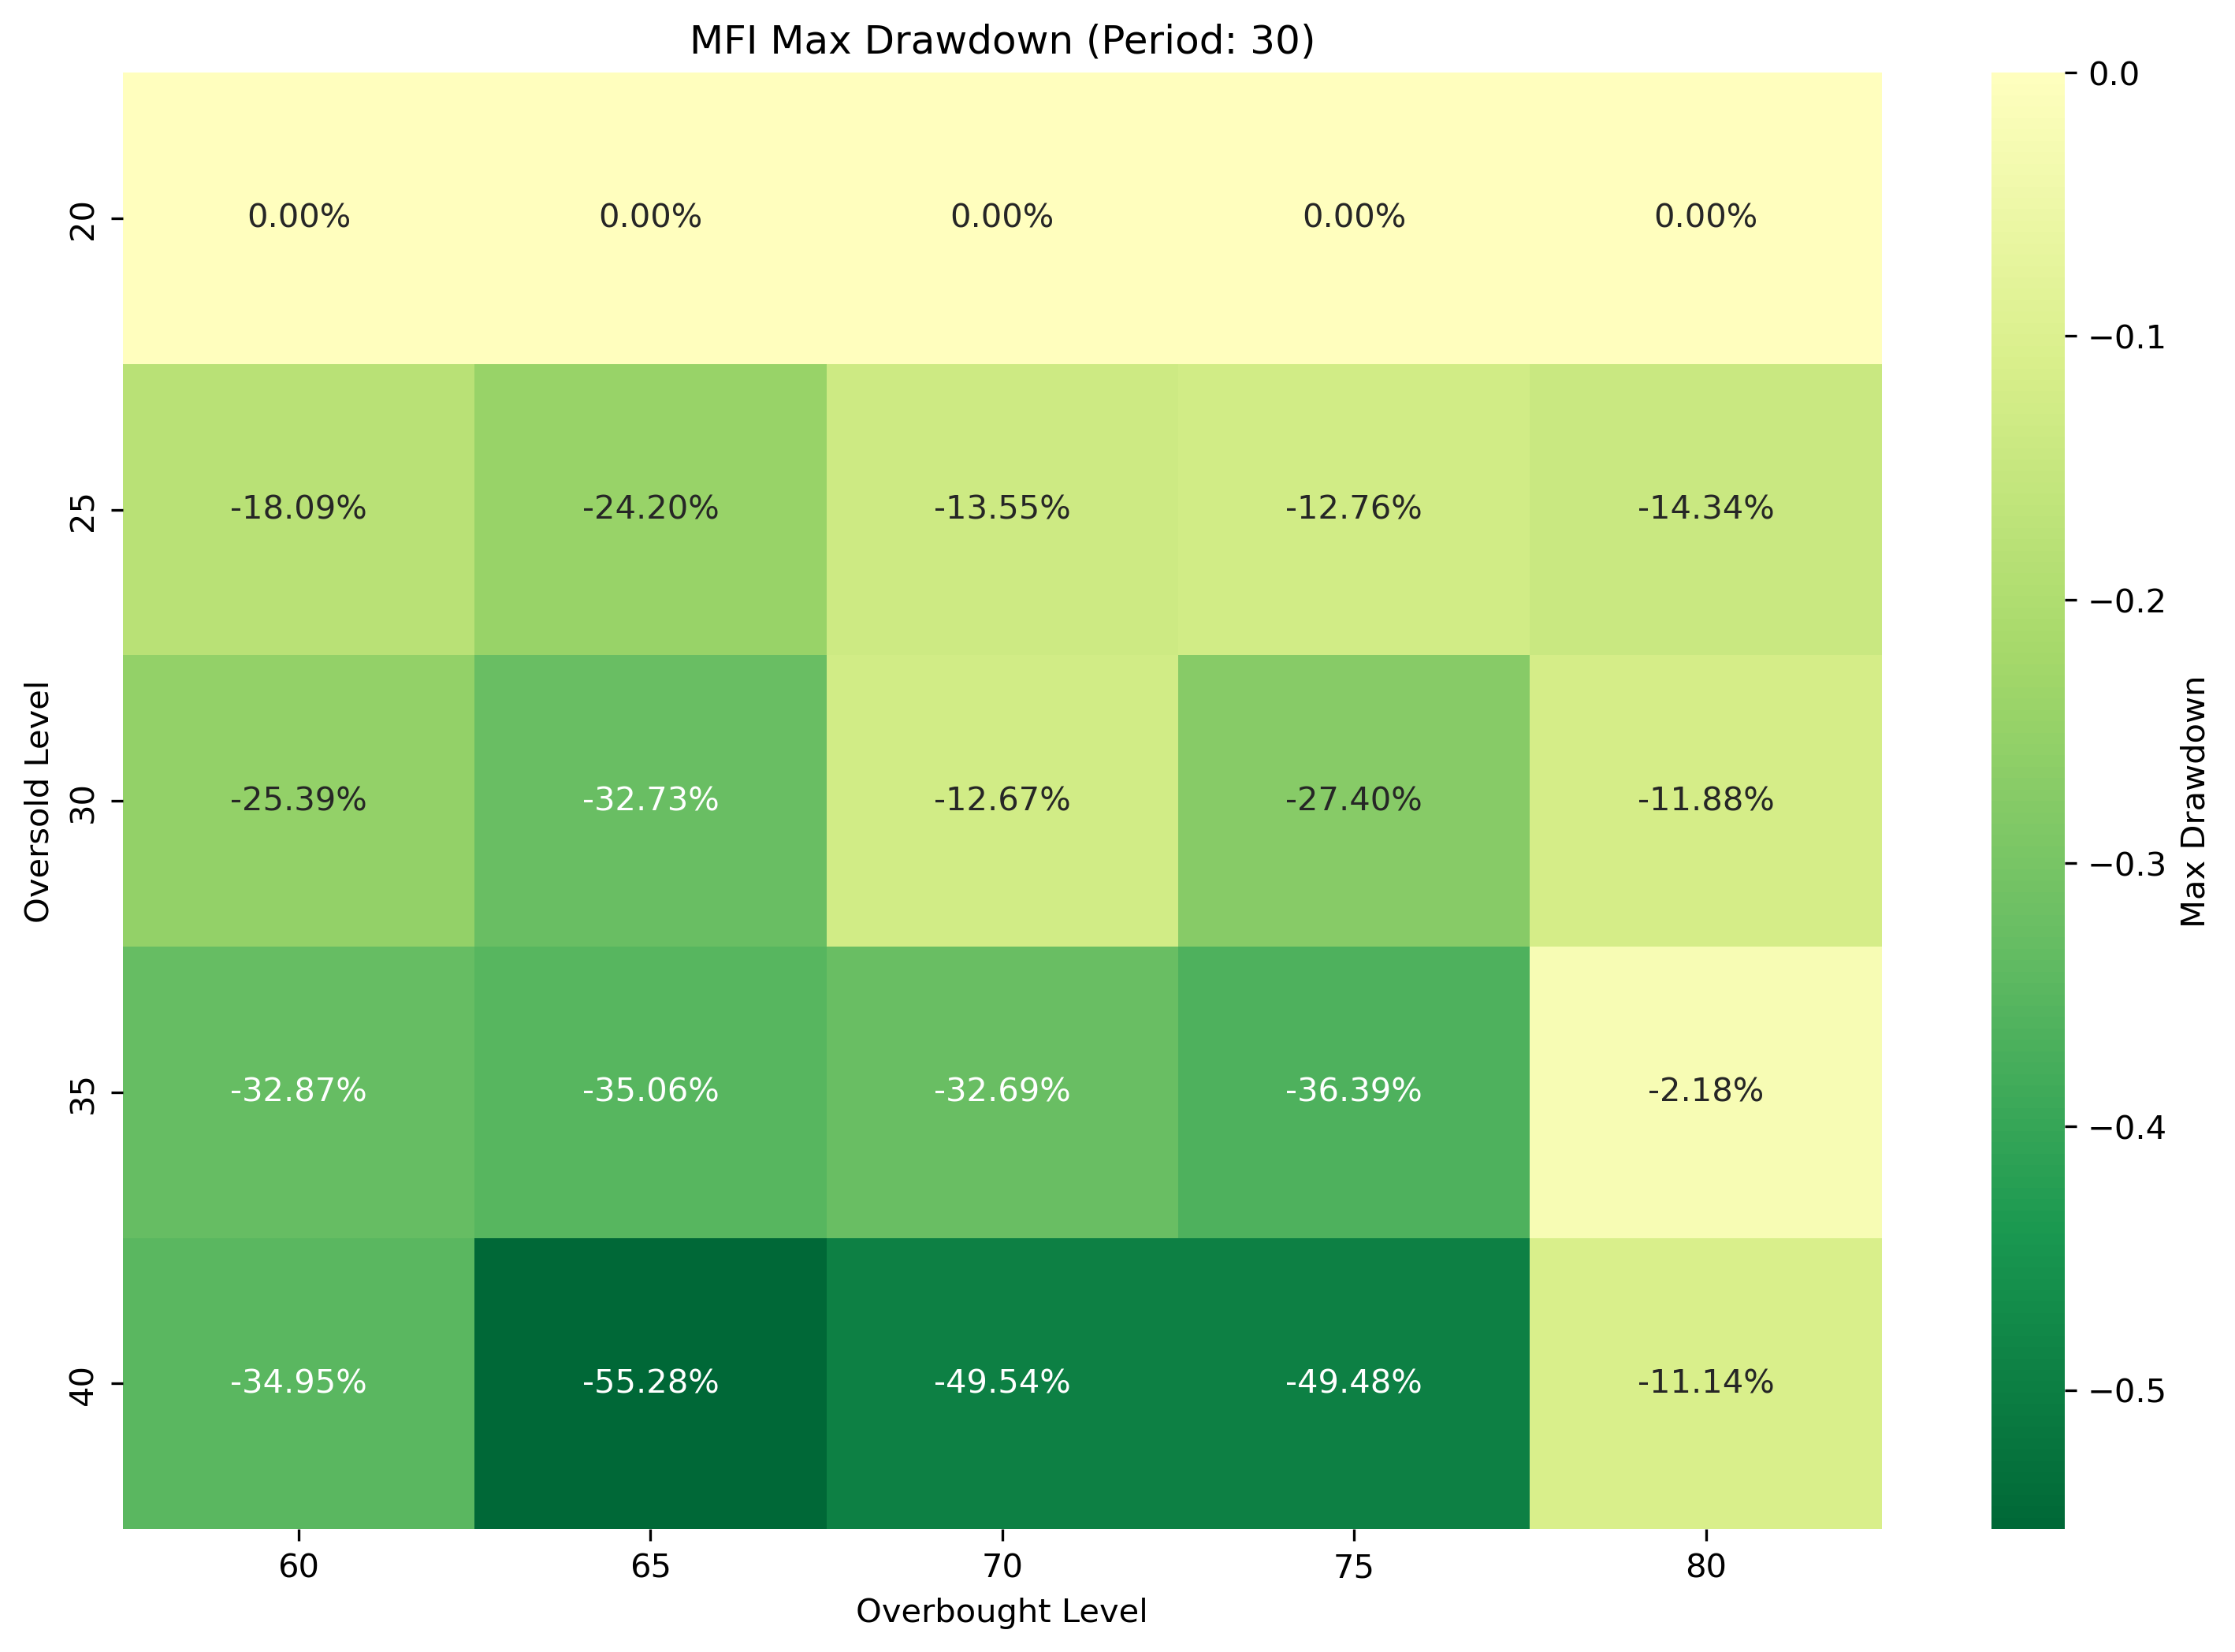 MFI Max Drawdown (Period: 30)
0.0
0.00% 0.00% 0.00% 0.00% 0.00%
20
−0.1
-18.09% -24.20% -13.55% -12.76% -14.34%
25
−0.2
Oversold Level
-25.39% -32.73% -12.67% -27.40% -11.88%
30
−0.3
Max Drawdown
-32.87% -35.06% -32.69% -36.39% -2.18%
35
−0.4
-34.95% -55.28% -49.54% -49.48% -11.14%
40
−0.5
60 65 70 75 80
Overbought Level